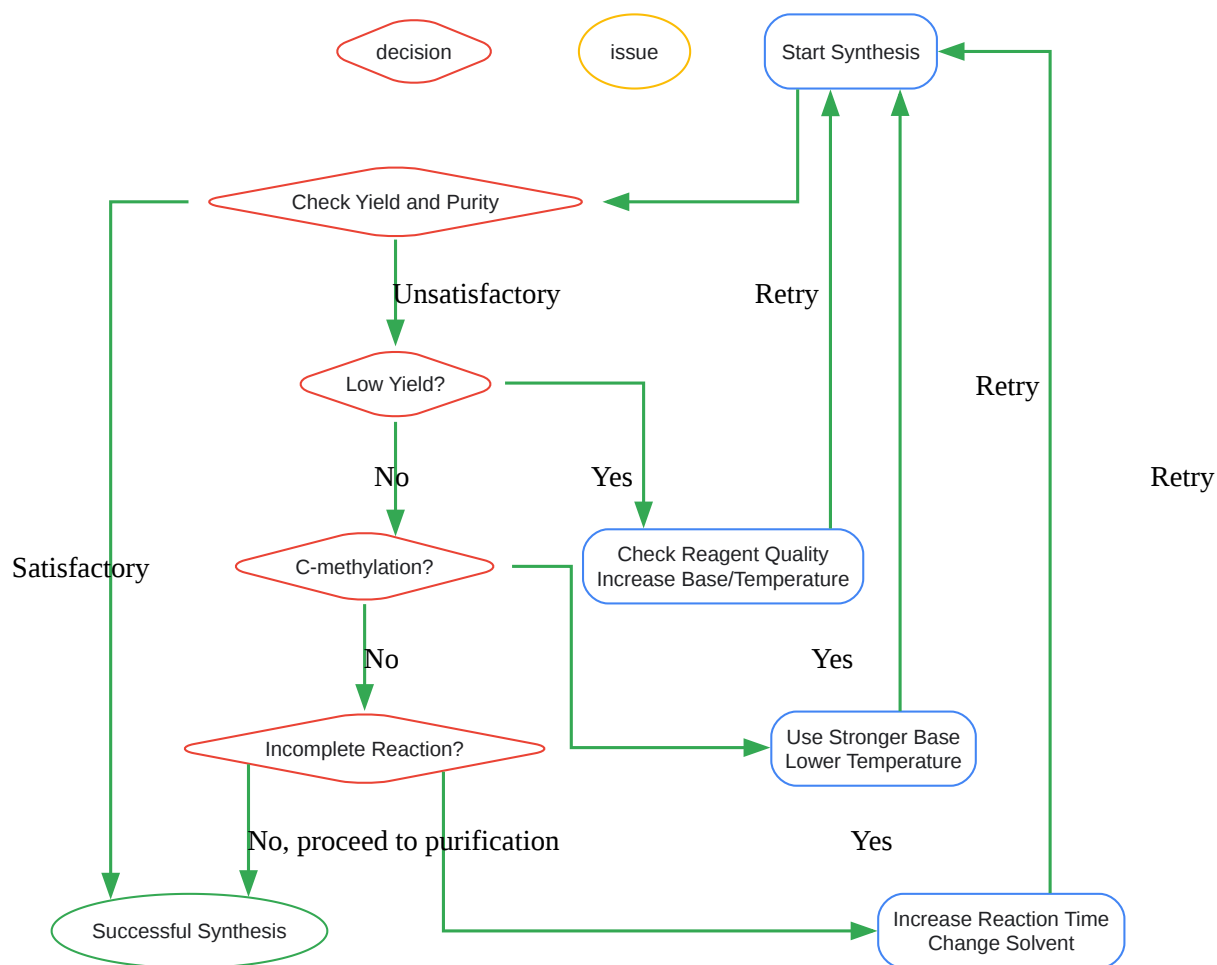 decision
issue
Start Synthesis
Check Yield and Purity
Unsatisfactory
Retry
Low Yield?
Retry
No
Yes
Retry
Satisfactory
C-methylation?
Check Reagent Quality
Increase Base/Temperature
No
Yes
Incomplete Reaction?
Use Stronger Base
Lower Temperature
No, proceed to purification
Yes
Successful Synthesis
Increase Reaction Time
Change Solvent